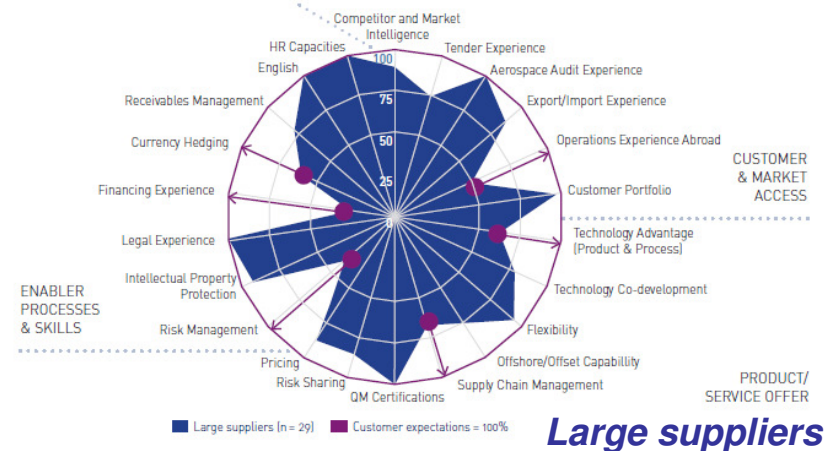 Competitor and Market
Intelligence
Tender Experience
Aerospace Audit Experience
Export/Import Experience
Operations Experience Abroad
CUSTOMER
& MARKET
ACCESS
Customer Portfolio
Technology Advantage
(Product & Process)
Technology Co-development
Flexibility
Offshore/Offset Capabillity
PRODUCT/
SERVICE OFFER
Supply Chain Management
QM Certifications
Risk Sharing
Pricing
Risk Management
ENABLER
PROCESSES
& SKILLS
Intellectual Property
Protection
Legal Experience
Financing Experience
Currency Hedging
Receivables Management
English
HR Capacities
100
75
50
25
0
Large suppliers (n = 29)
Customer expectations = 100%
Large suppliers